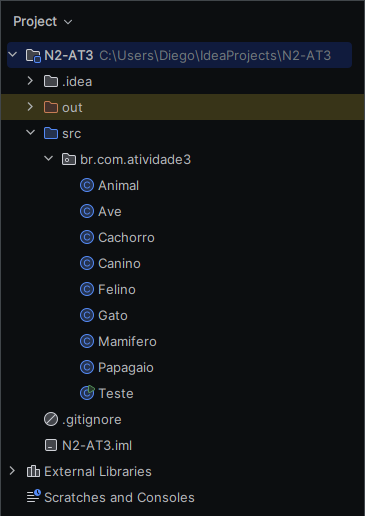 Project
N2-AT3 C:\Users\Diego\IdeaProjects\N2-AT3
.idea
out
src
br.com.atividade3
Animal
Ave
Cachorro
Canino
Felino
Gato
Mamifero
Papagaio
Teste
.gitignore
N2-AT3.iml
External Libraries
Scratches and Consoles